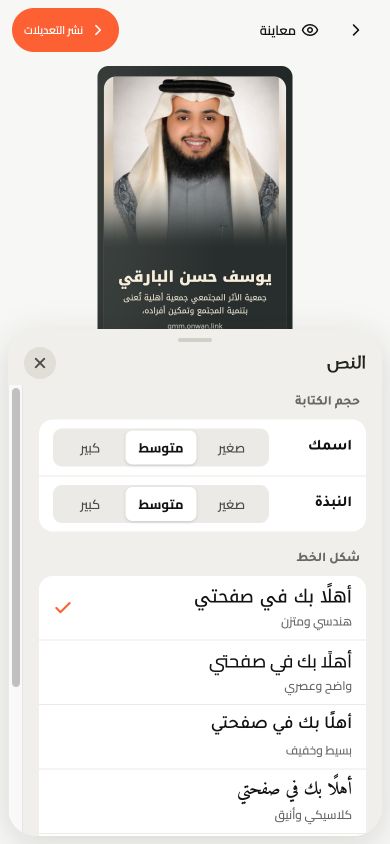 معاينة
نشر التعديلات
يوسف حسن البارقي
جمعية الأثر المجتمعي جمعية أهلية تُعنى
بتنمية المجتمع وتمكين أفراده،
qmm.onwan.link
النص
حجم الكتابة
اسمك
صغير
متوسط
كبير
النبذة
صغير
متوسط
كبير
شكل الخط
أهلًا بك في صفحتي
هندسي ومتزن
أهلًا بك في صفحتي
واضح وعصري
أهلًا بك في صفحتي
بسيط وخفيف
أهلًا بك في صفحتي
كلاسيكي وأنيق